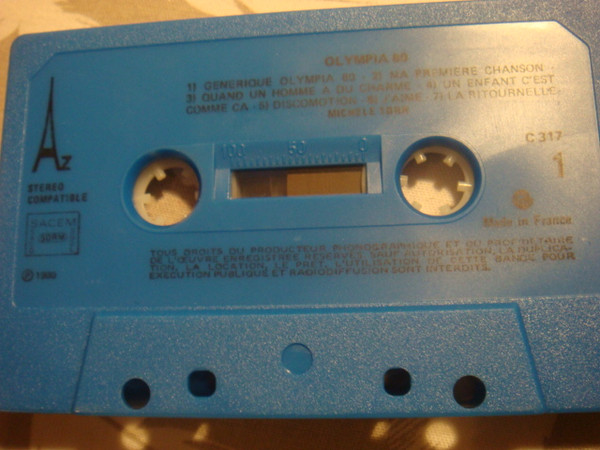 OLYMPIA 80
1) GENERIQUE OLYMPIA 80 - 2) MA PREMIERE CHANSON -
3) QUAND UN HOMME A DU CHARME - 4) UN ENFANT C'EST
COMME ÇA - 5) DISCOMOTION - 6) J'AIME - 7) LA RITOURNELLE
MICHELE TORR
C 317
1
Az
STEREO
COMPATIBLE
100 50 0
SACEM
SDRM
Made in France
℗ 1980
TOUS DROITS DU PRODUCTEUR PHONOGRAPHIQUE ET DU PROPRIETAIRE
DE L'ŒUVRE ENREGISTREE RESERVES. SAUF AUTORISATION, LA DUPLICA-
TION, LA LOCATION, LE PRET, L'UTILISATION DE CETTE BANDE POUR
EXECUTION PUBLIQUE ET RADIODIFFUSION SONT INTERDITS.